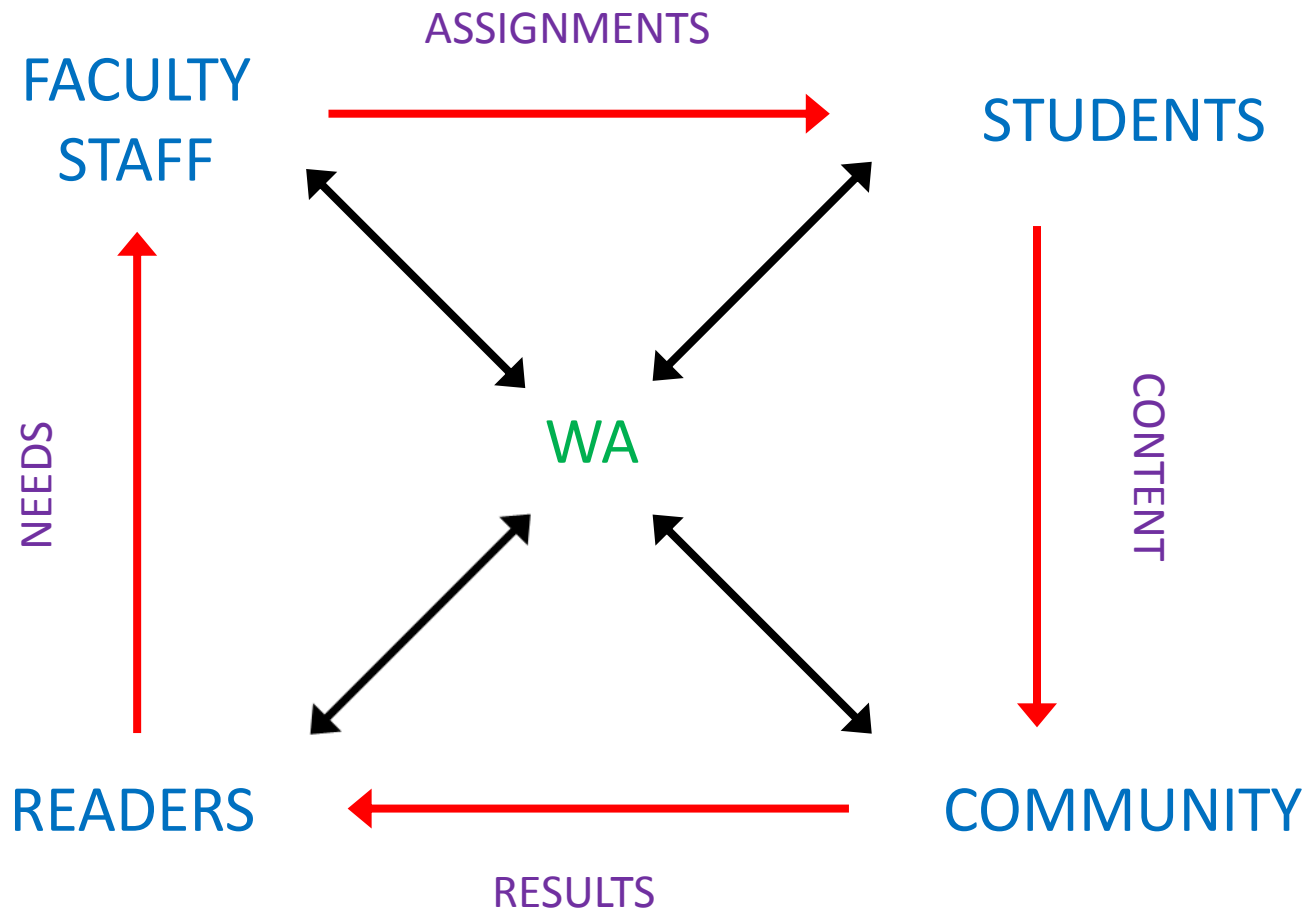 ASSIGNMENTS
FACULTY
STAFF
STUDENTS
NEEDS
WA
CONTENT
READERS
COMMUNITY
RESULTS